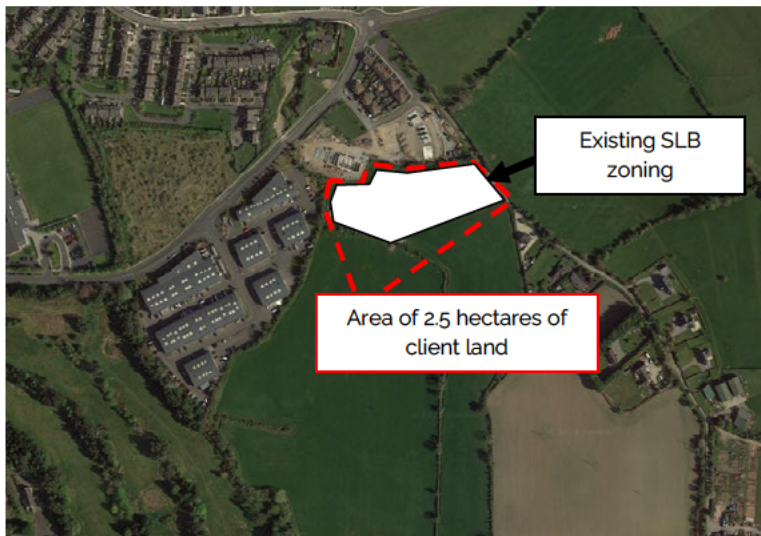 Existing SLB
zoning
Area of 2.5 hectares of
client land